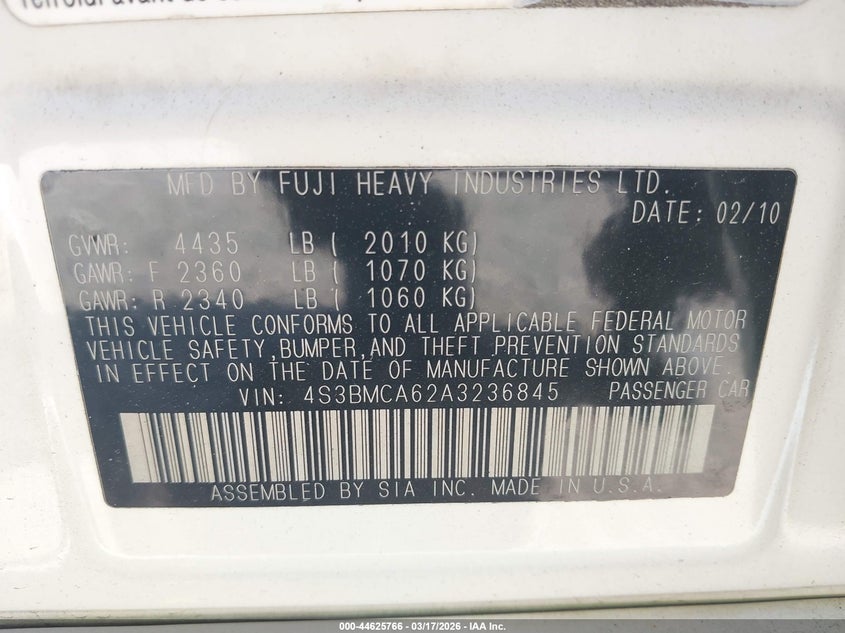 MFD BY FUJI HEAVY INDUSTRIES LTD.
DATE: 02/10
GVWR: 4435 LB ( 2010 KG)
GAWR: F 2360 LB ( 1070 KG)
GAWR: R 2340 LB ( 1060 KG)
THIS VEHICLE CONFORMS TO ALL APPLICABLE FEDERAL MOTOR
VEHICLE SAFETY, BUMPER, AND THEFT PREVENTION STANDARDS
IN EFFECT ON THE DATE OF MANUFACTURE SHOWN ABOVE.
VIN: 4S3BMCA62A3236845 PASSENGER CAR
ASSEMBLED BY SIA INC. MADE IN U.S.A.
000-44625766 - 03/17/2026 - IAA Inc.